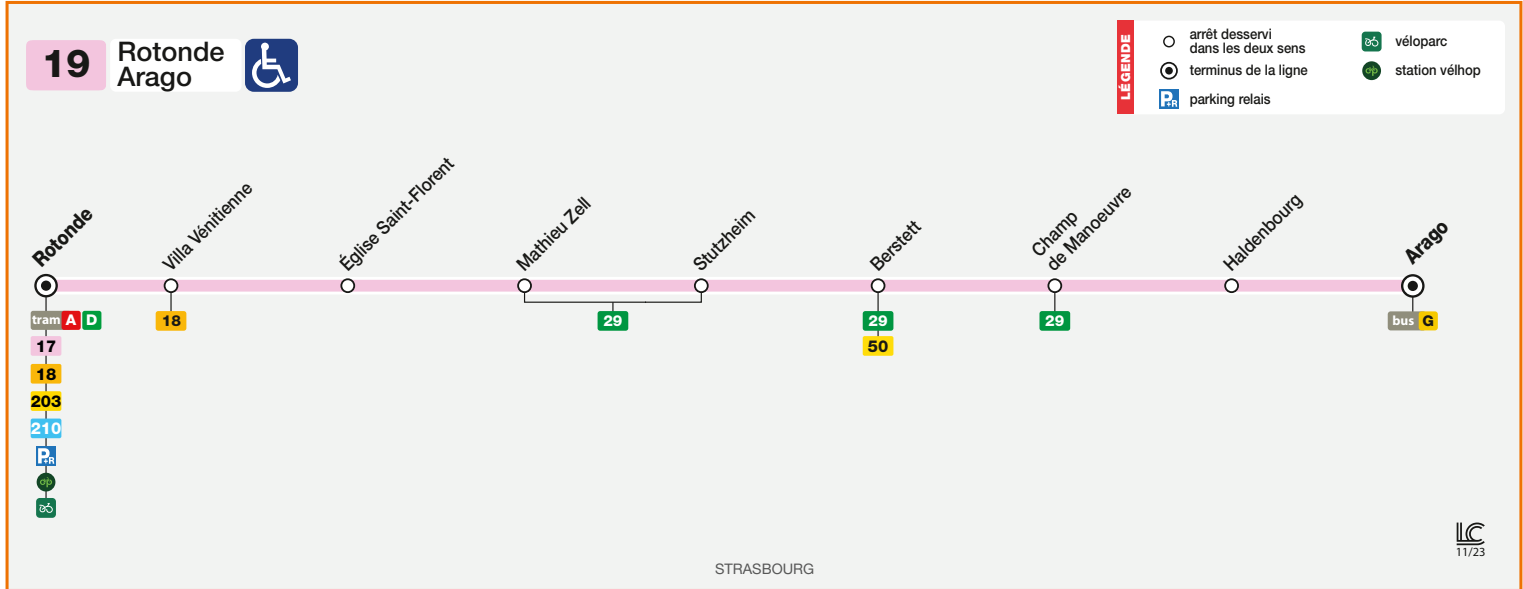 19
Rotonde
Arago
LÉGENDE
arrêt desservi
dans les deux sens
terminus de la ligne
P+R parking relais
véloparc
station vélhop
Rotonde
Villa Vénitienne
Église Saint-Florent
Mathieu Zell
Stutzheim
Berstett
Champ
de Manoeuvre
Haldenbourg
Arago
tram A D
17
18
203
210
P+R
18
29
29
50
29
bus G
LC
11/23
STRASBOURG